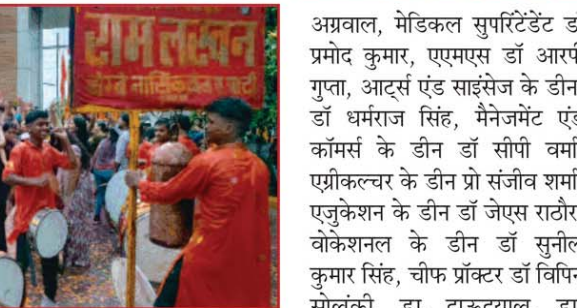 राम लखन
अग्रवाल, मेडिकल सुपरिंटेंडेंट डॉ
प्रमोद कुमार, एएमएस डॉ आरपी
गुप्ता, आर्ट्स एंड साइंसेज के डीन
डॉ धर्मराज सिंह, मैनेजमेंट एंड
कॉमर्स के डीन डॉ सीपी वर्मा
एग्रीकल्चर के डीन प्रो संजीव शर्मा
एजुकेशन के डीन डॉ जेएस राठौर
वोकेशनल के डीन डॉ सुनील
कुमार सिंह, चीफ प्रॉक्टर डॉ विपिन